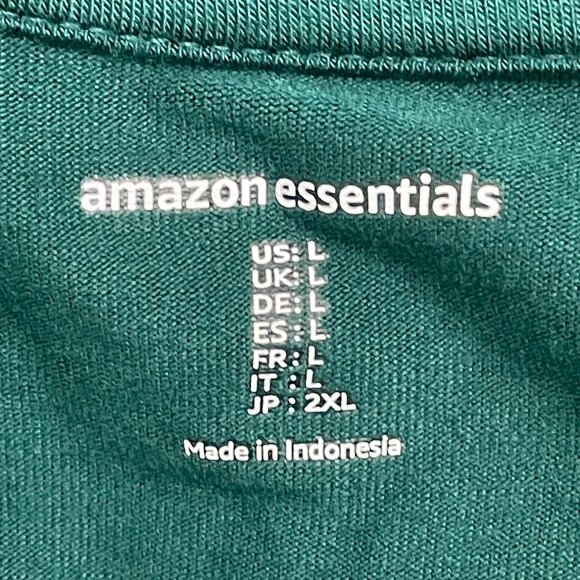 amazon essentials
US: L
UK: L
DE: L
ES: L
FR: L
IT : L
JP : 2XL
Made in Indonesia